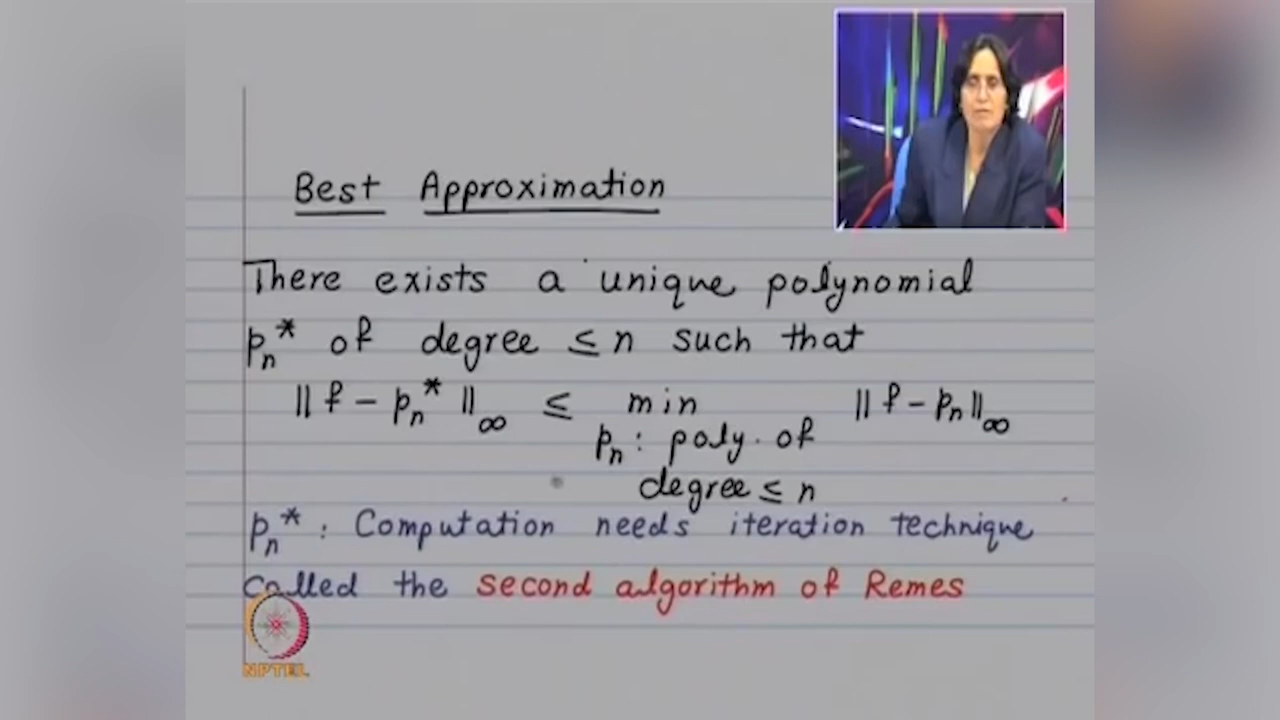 Best Approximation
There exists a unique polynomial
pₙ* of degree ≤ n such that
|| f - pₙ* ||∞ ≤ min || f - pₙ ||∞
pₙ : poly. of
degree ≤ n
pₙ* : Computation needs iteration technique
called the second algorithm of Remes
NPTEL